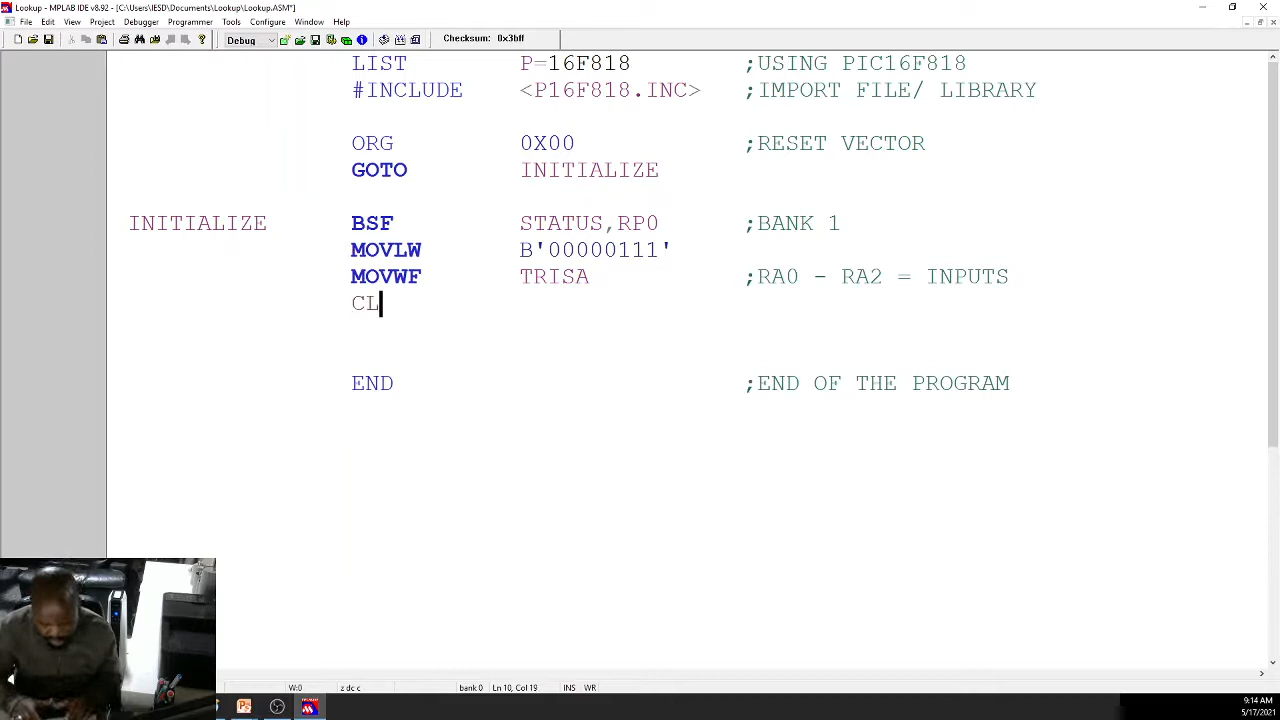 Lookup - MPLAB IDE v8.92 - [C:\Users\IESD\Documents\Lookup\Lookup.ASM*]
File Edit View Project Debugger Programmer Tools Configure Window Help
Debug Checksum: 0x3bff
LIST P=16F818 ;USING PIC16F818
#INCLUDE <P16F818.INC> ;IMPORT FILE/ LIBRARY
ORG 0X00 ;RESET VECTOR
GOTO INITIALIZE
INITIALIZE BSF STATUS,RP0 ;BANK 1
MOVLW B'00000111'
MOVWF TRISA ;RA0 - RA2 = INPUTS
CL
END ;END OF THE PROGRAM
W:0 z dc c bank 0 Ln 10, Col 19 INS WR
9:14 AM
5/17/2021